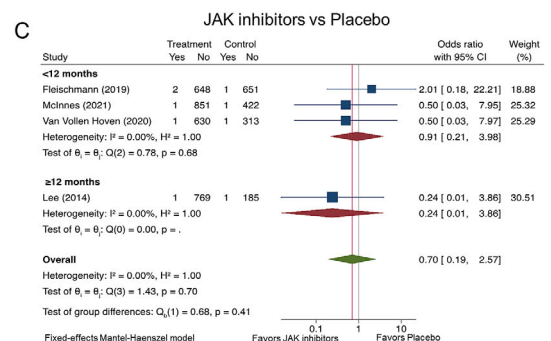 C
JAK inhibitors vs Placebo
Treatment Control Odds ratio Weight
Study Yes No Yes No with 95% CI (%)
<12 months
Fleischmann (2019) 2 648 1 651 2.01 [ 0.18, 22.21] 18.88
McInnes (2021) 1 851 1 422 0.50 [ 0.03, 7.95] 25.32
Van Vollen Hoven (2020) 1 630 1 313 0.50 [ 0.03, 7.97] 25.29
Heterogeneity: I² = 0.00%, H² = 1.00 0.91 [ 0.21, 3.98]
Test of θi = θj: Q(2) = 0.78, p = 0.68
≥12 months
Lee (2014) 1 769 1 185 0.24 [ 0.01, 3.86] 30.51
Heterogeneity: I² = 0.00%, H² = 1.00 0.24 [ 0.01, 3.86]
Test of θi = θj: Q(0) = 0.00, p = .
Overall 0.70 [ 0.19, 2.57]
Heterogeneity: I² = 0.00%, H² = 1.00
Test of θi = θj: Q(3) = 1.43, p = 0.70
Test of group differences: Qb(1) = 0.68, p = 0.41
0.1 1 10
Favors JAK inhibitors Favors Placebo
Fixed-effects Mantel-Haenszel model